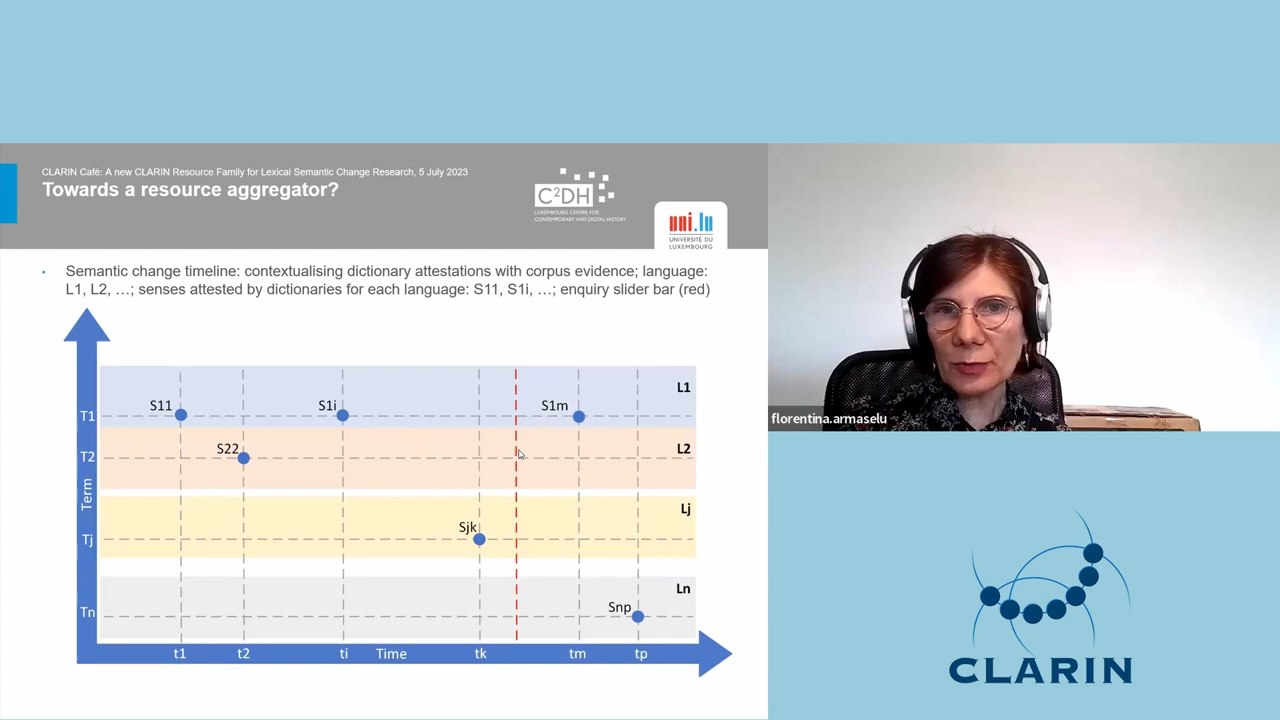 CLARIN Café: A new CLARIN Resource Family for Lexical Semantic Change Research, 5 July 2023
Towards a resource aggregator?
C²DH
LUXEMBOURG CENTRE FOR
CONTEMPORARY AND DIGITAL HISTORY
uni.lu
UNIVERSITÉ DU
LUXEMBOURG
• Semantic change timeline: contextualising dictionary attestations with corpus evidence; language:
L1, L2, …; senses attested by dictionaries for each language: S11, S1i, …; enquiry slider bar (red)
L1
S11 S1i S1m
T1
L2
S22
T2
Term
Lj
Sjk
Tj
Ln
Snp
Tn
t1 t2 ti Time tk tm tp
florentina.armaselu
CLARIN